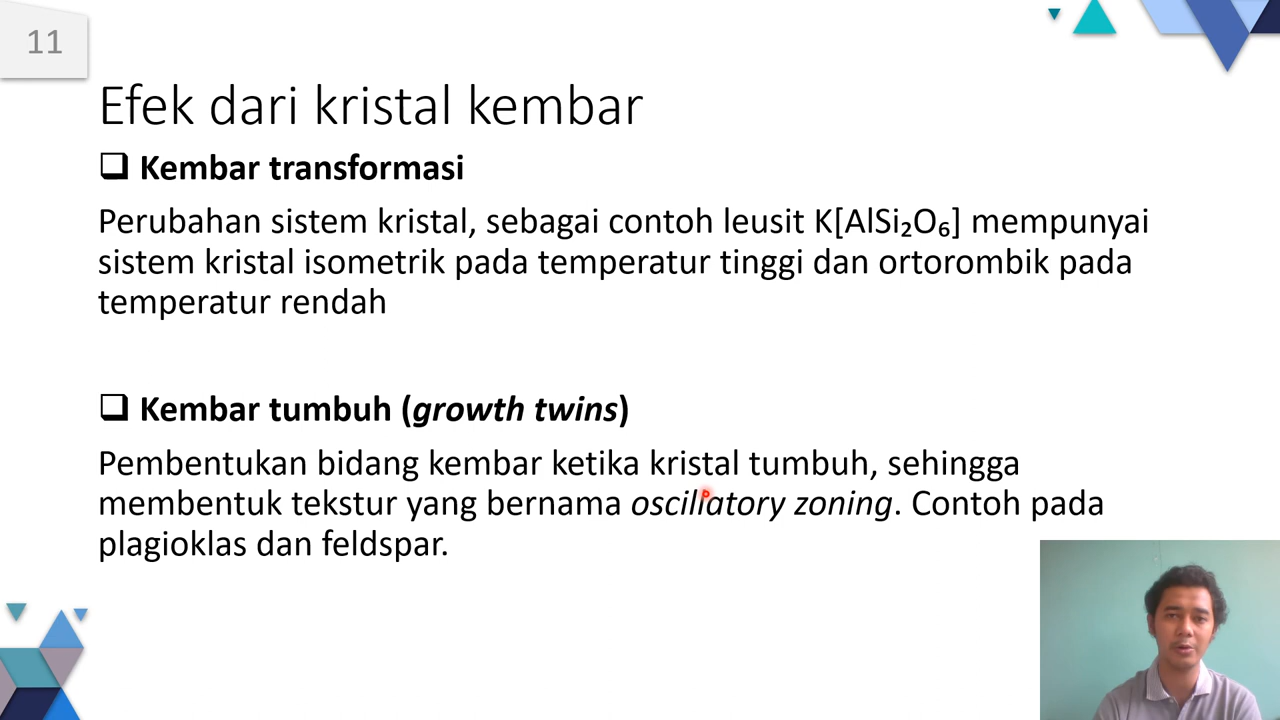 11
Efek dari kristal kembar
❑ Kembar transformasi
Perubahan sistem kristal, sebagai contoh leusit K[AlSi₂O₆] mempunyai
sistem kristal isometrik pada temperatur tinggi dan ortorombik pada
temperatur rendah
❑ Kembar tumbuh (growth twins)
Pembentukan bidang kembar ketika kristal tumbuh, sehingga
membentuk tekstur yang bernama oscillatory zoning. Contoh pada
plagioklas dan feldspar.